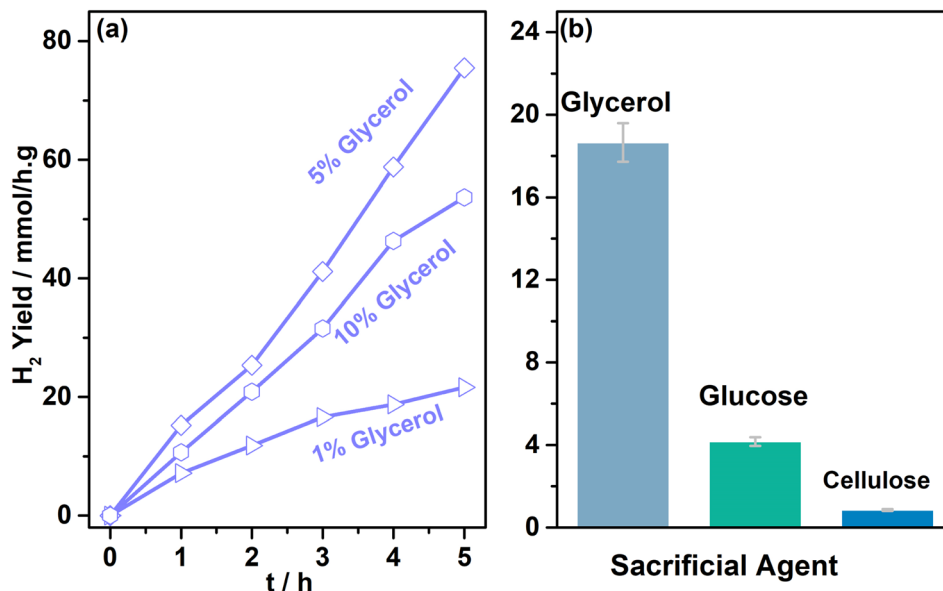 (a)
80
60
40
20
0
H2 Yield / mmol/h.g
5% Glycerol
10% Glycerol
1% Glycerol
0 1 2 3 4 5
t / h
(b)
24
20
16
12
8
4
0
Glycerol
Glucose
Cellulose
Sacrificial Agent